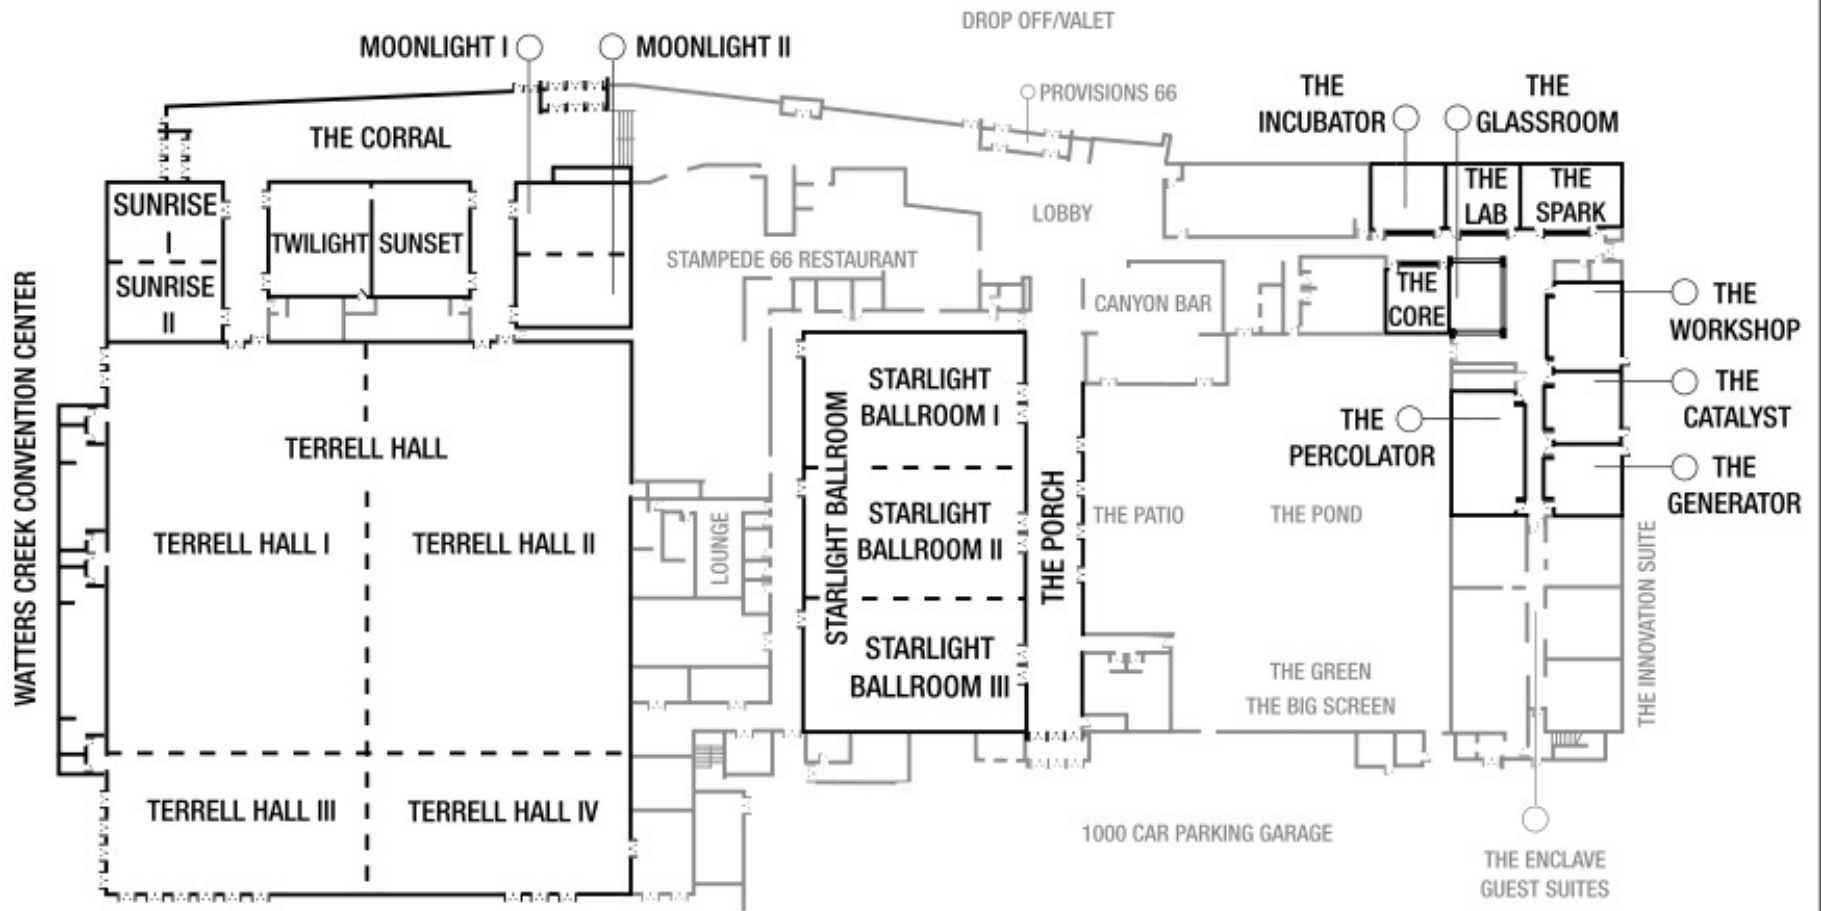 DROP OFF/VALET
MOONLIGHT I
MOONLIGHT II
PROVISIONS 66
THE
INCUBATOR
THE
GLASSROOM
THE CORRAL
SUNRISE
I
SUNRISE
II
TWILIGHT
SUNSET
LOBBY
STAMPEDE 66 RESTAURANT
CANYON BAR
THE
LAB
THE
SPARK
THE
CORE
THE
WORKSHOP
THE
CATALYST
THE
GENERATOR
THE
PERCOLATOR
WATTERS CREEK CONVENTION CENTER
TERRELL HALL
TERRELL HALL I
TERRELL HALL II
TERRELL HALL III
TERRELL HALL IV
LOUNGE
STARLIGHT BALLROOM
STARLIGHT
BALLROOM I
STARLIGHT
BALLROOM II
STARLIGHT
BALLROOM III
THE PORCH
THE PATIO
THE POND
THE GREEN
THE BIG SCREEN
THE INNOVATION SUITE
1000 CAR PARKING GARAGE
THE ENCLAVE
GUEST SUITES